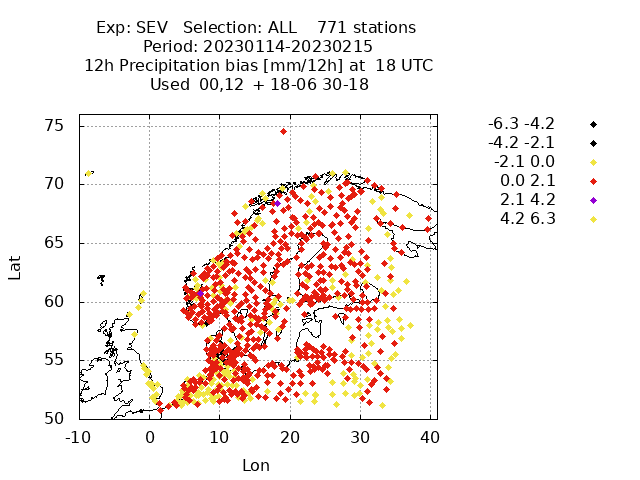 Exp: SEV   Selection: ALL    771 stations
Period: 20230114-20230215
12h Precipitation bias [mm/12h] at  18 UTC
Used  00,12  + 18-06 30-18
-6.3 -4.2
-4.2 -2.1
-2.1 0.0
0.0 2.1
2.1 4.2
4.2 6.3
75
70
65
60
55
50
Lat
-10 0 10 20 30 40
Lon